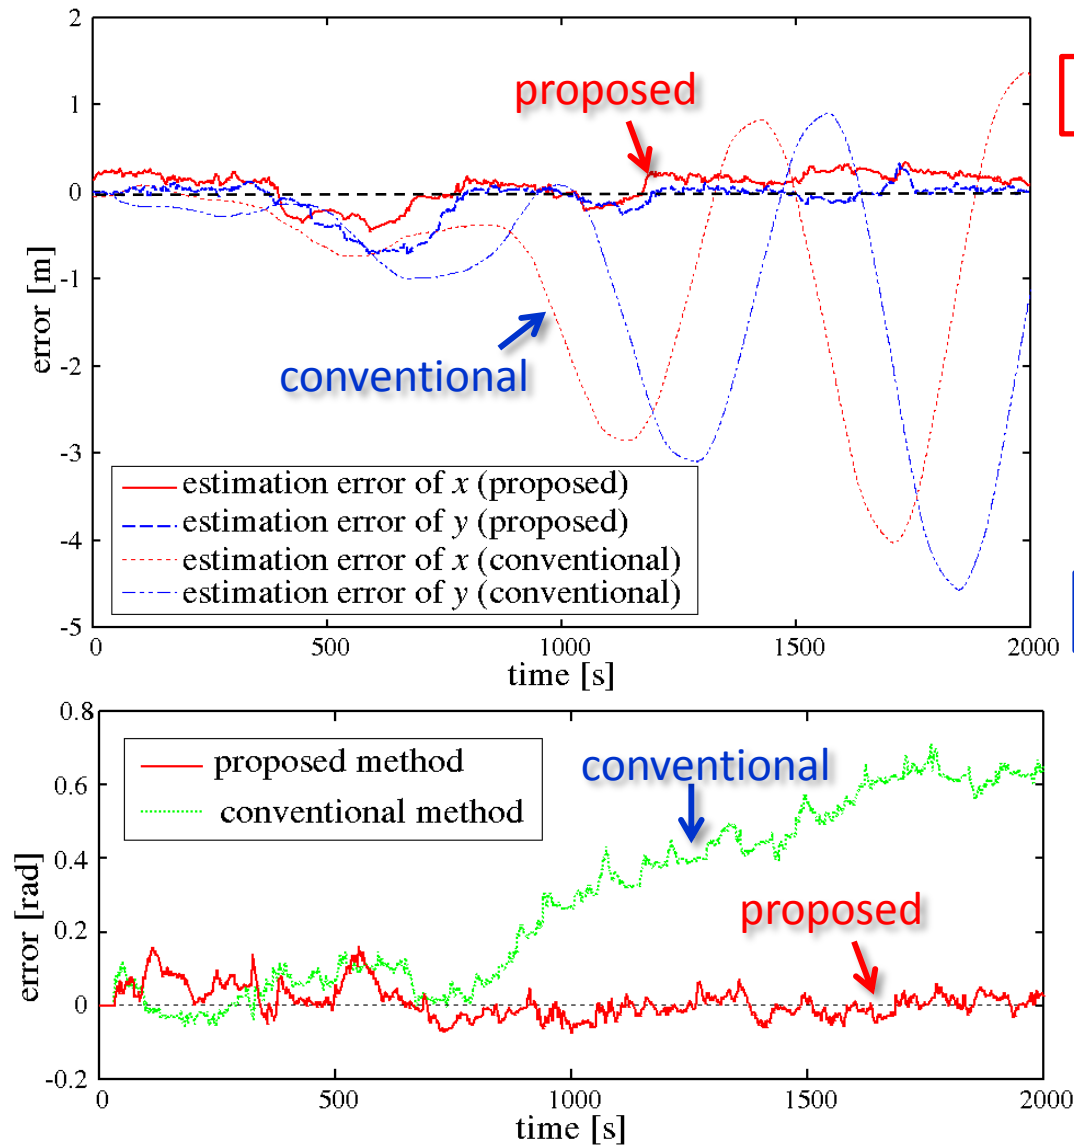 2
1
0
-1
-2
-3
-4
-5
error [m]
proposed
conventional
estimation error of x (proposed)
estimation error of y (proposed)
estimation error of x (conventional)
estimation error of y (conventional)
0 500 1000 1500 2000
time [s]
0.8
0.6
0.4
0.2
0
-0.2
error [rad]
proposed method
conventional method
conventional
proposed
0 500 1000 1500 2000
time [s]